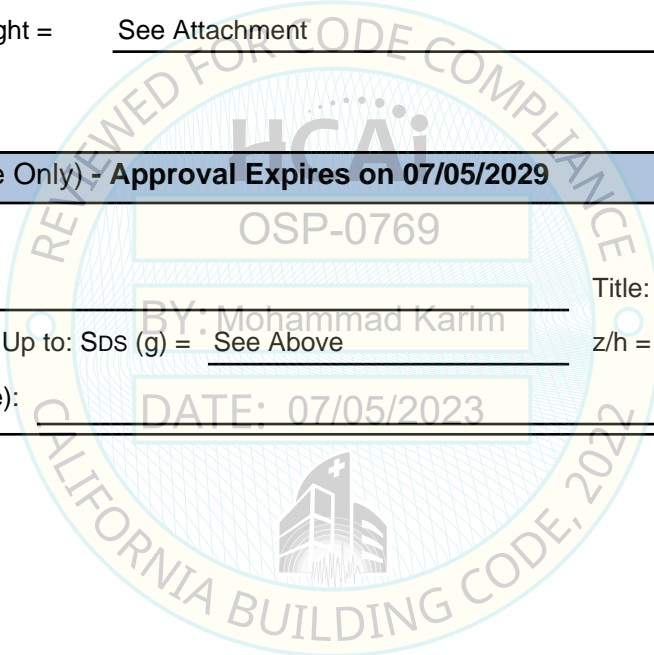 ght = See Attachment
REVIEWED FOR CODE COMPLIANCE
HCAi
e Only) - Approval Expires on 07/05/2029
OSP-0769
Title:
BY: Mohammad Karim
Up to: SDS (g) = See Above z/h =
e):
DATE: 07/05/2023
CALIFORNIA BUILDING CODE, 2022